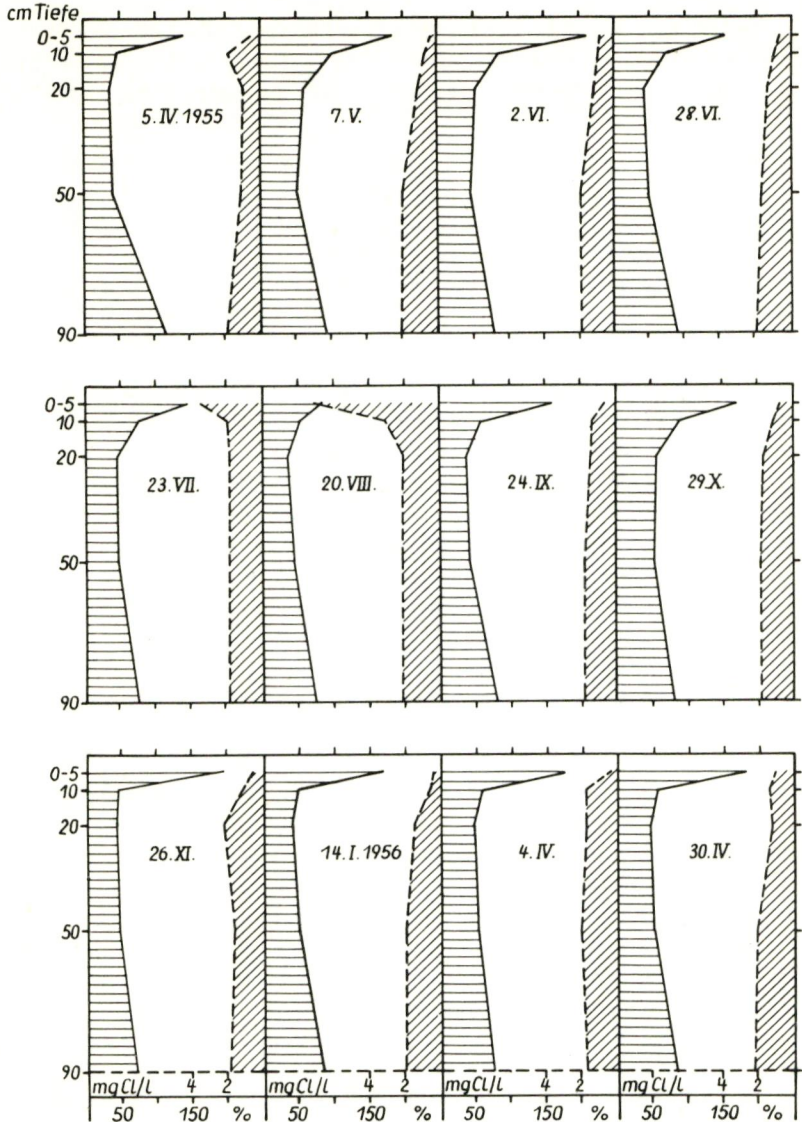 cm Tiefe
0-5
10
20
50
90
5. IV. 1955
7. V.
2. VI.
28. VI.
0-5
10
20
50
90
23. VII.
20. VIII.
24. IX.
29. X.
0-5
10
20
50
90
26. XI.
14. I. 1956
4. IV.
30. IV.
mg Cl/l 4 2 mg Cl/l 4 2 mg Cl/l 4 2 mg Cl/l 4 2
50 150 % 50 150 % 50 150 % 50 150 %